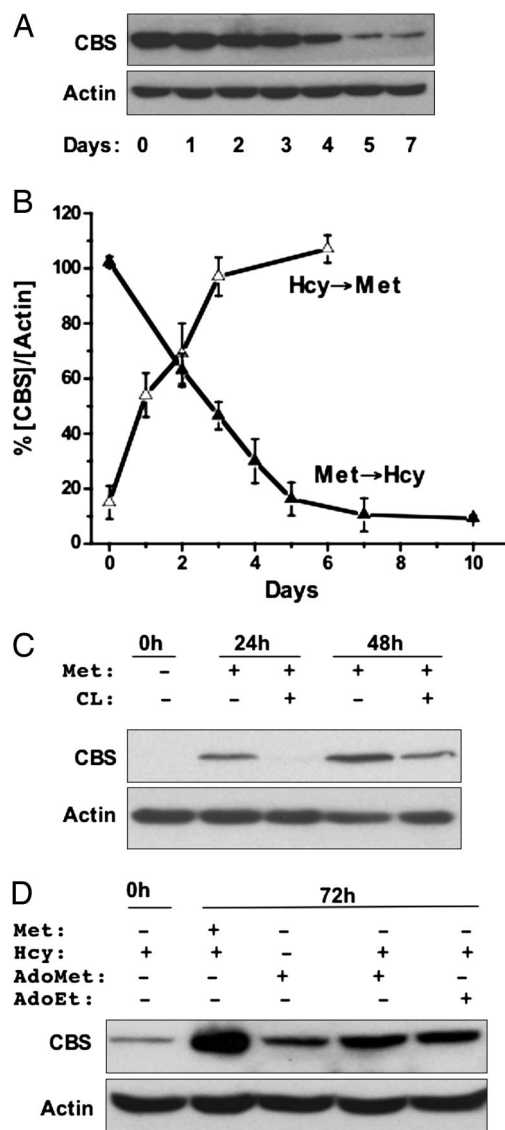 A
CBS
Actin
Days: 0 1 2 3 4 5 7
B
120
100
80
60
40
20
0
% [CBS]/[Actin]
Hcy→Met
Met→Hcy
0 2 4 6 8 10
Days
C
0h 24h 48h
Met: – + + + +
CL: – – + – +
CBS
Actin
D
0h 72h
Met: – + – – –
Hcy: + + – + +
AdoMet: – – + + –
AdoEt: – – – – +
CBS
Actin